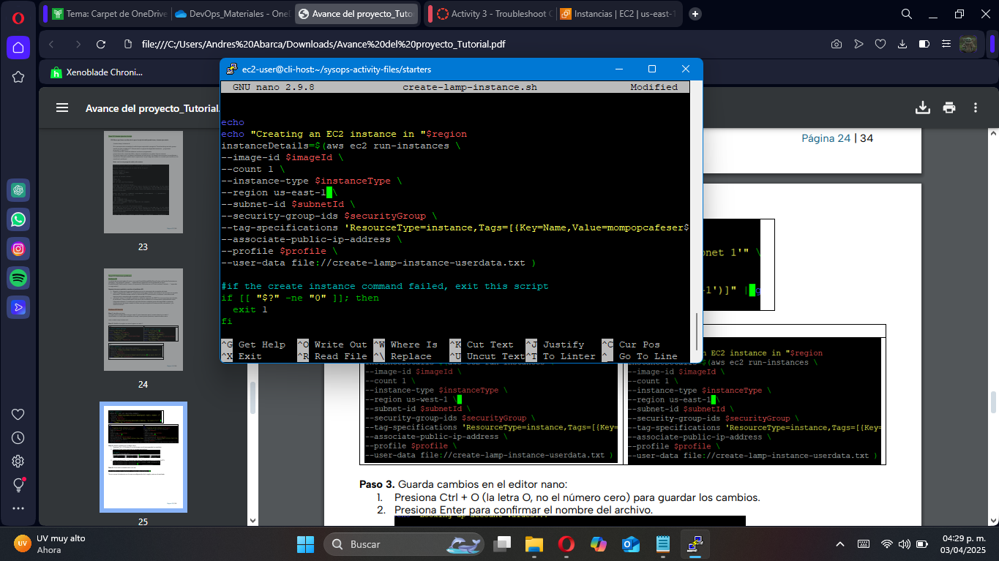 Tema: Carpet de OneDrive
DevOps_Materiales - One
Avance del proyecto_Tuto
Activity 3 - Troubleshoot C
Instancias | EC2 | us-east-
file:///C:/Users/Andres%20Abarca/Downloads/Avance%20del%20proyecto_Tutorial.pdf
Xenoblade Chroni...
Avance del proyecto_Tutorial.
23
24
25
Página 24 | 34
ec2-user@cli-host:~/sysops-activity-files/starters
GNU nano 2.9.8 create-lamp-instance.sh Modified
echo
echo "Creating an EC2 instance in "$region
instanceDetails=$(aws ec2 run-instances \
--image-id $imageId \
--count 1 \
--instance-type $instanceType \
--region us-east-1 \
--subnet-id $subnetId \
--security-group-ids $securityGroup \
--tag-specifications 'ResourceType=instance,Tags=[{Key=Name,Value=mompopcafeser$
--associate-public-ip-address \
--profile $profile \
--user-data file://create-lamp-instance-userdata.txt )
#if the create instance command failed, exit this script
if [[ "$?" -ne "0" ]]; then
exit 1
fi
^G Get Help ^O Write Out ^W Where Is ^K Cut Text ^J Justify ^C Cur Pos
^X Exit ^R Read File ^\ Replace ^U Uncut Text ^T To Linter ^_ Go To Line
onet 1'" \
-1')]" | g
--image-id $imageId \
--count 1 \
--instance-type $instanceType \
--region us-west-1 \
--subnet-id $subnetId \
--security-group-ids $securityGroup \
--tag-specifications 'ResourceType=instance,Tags=[{Key=
--associate-public-ip-address \
--profile $profile \
--user-data file://create-lamp-instance-userdata.txt )
EC2 instance in "$region
$(aws ec2 run-instances \
--image-id $imageId \
--count 1 \
--instance-type $instanceType \
--region us-east-1 \
--subnet-id $subnetId \
--security-group-ids $securityGroup \
--tag-specifications 'ResourceType=instance,Tags=[{Key=
--associate-public-ip-address \
--profile $profile \
--user-data file://create-lamp-instance-userdata.txt )
Paso 3. Guarda cambios en el editor nano:
1. Presiona Ctrl + O (la letra O, no el número cero) para guardar los cambios.
2. Presiona Enter para confirmar el nombre del archivo.
UV
UV muy alto
Ahora
Buscar
04:29 p. m.
03/04/2025